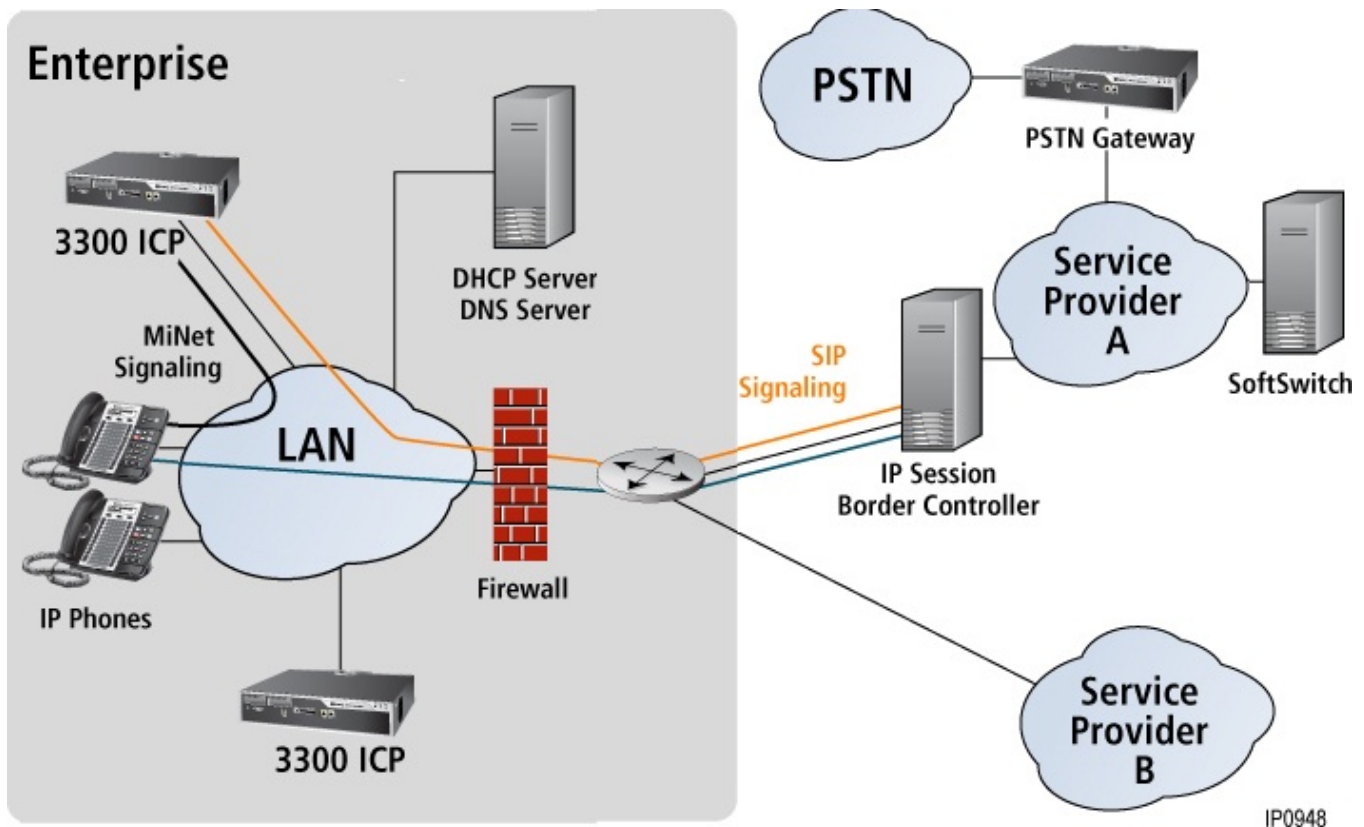 Enterprise
3300 ICP
DHCP Server
DNS Server
MiNet
Signaling
LAN
IP Phones
Firewall
3300 ICP
PSTN
PSTN Gateway
Service
Provider
A
SoftSwitch
SIP
Signaling
IP Session
Border Controller
Service
Provider
B
IP0948